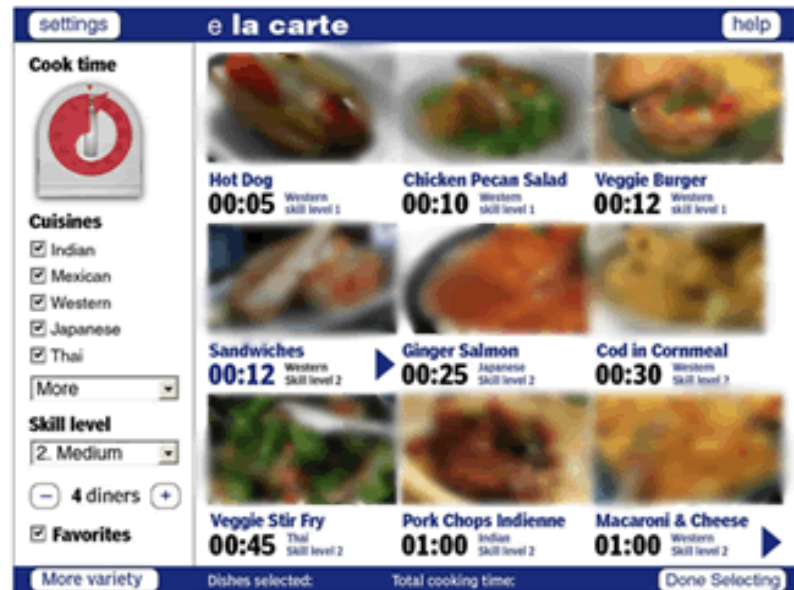 settings
e la carte
help
Cook time
Cuisines
Indian
Mexican
Western
Japanese
Thai
More
Skill level
2. Medium
4 diners
Favorites
Hot Dog
00:05 Western
skill level 1
Chicken Pecan Salad
00:10 Western
skill level 1
Veggie Burger
00:12 Western
skill level 1
Sandwiches
00:12 Western
Skill level 2
Ginger Salmon
00:25 Japanese
Skill level 2
Cod in Cornmeal
00:30 Western
Skill level 2
Veggie Stir Fry
00:45 Thai
Skill level 2
Pork Chops Indienne
01:00 Indian
Skill level 2
Macaroni & Cheese
01:00 Western
Skill level 2
More variety
Dishes selected:
Total cooking time:
Done Selecting